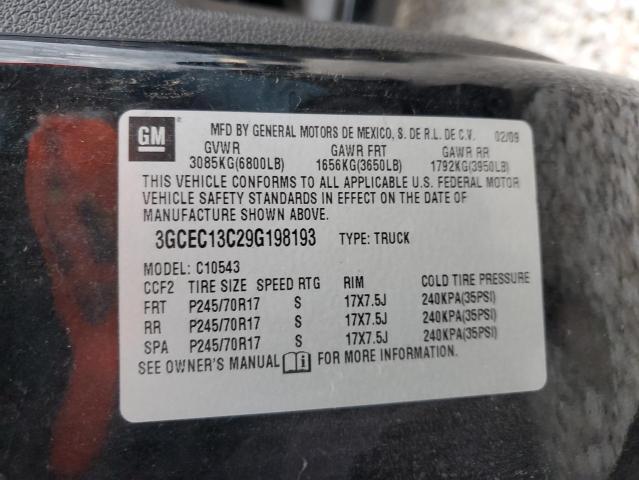 GM
MFD BY GENERAL MOTORS DE MEXICO, S. DE R.L. DE C.V. 02/09
GVWR GAWR FRT GAWR RR
3085KG(6800LB) 1656KG(3650LB) 1792KG(3950LB)
THIS VEHICLE CONFORMS TO ALL APPLICABLE U.S. FEDERAL MOTOR
VEHICLE SAFETY STANDARDS IN EFFECT ON THE DATE OF
MANUFACTURE SHOWN ABOVE.
3GCEC13C29G198193 TYPE: TRUCK
MODEL: C10543
CCF2 TIRE SIZE SPEED RTG RIM COLD TIRE PRESSURE
FRT P245/70R17 S 17X7.5J 240KPA(35PSI)
RR P245/70R17 S 17X7.5J 240KPA(35PSI)
SPA P245/70R17 S 17X7.5J 240KPA(35PSI)
SEE OWNER'S MANUAL FOR MORE INFORMATION.